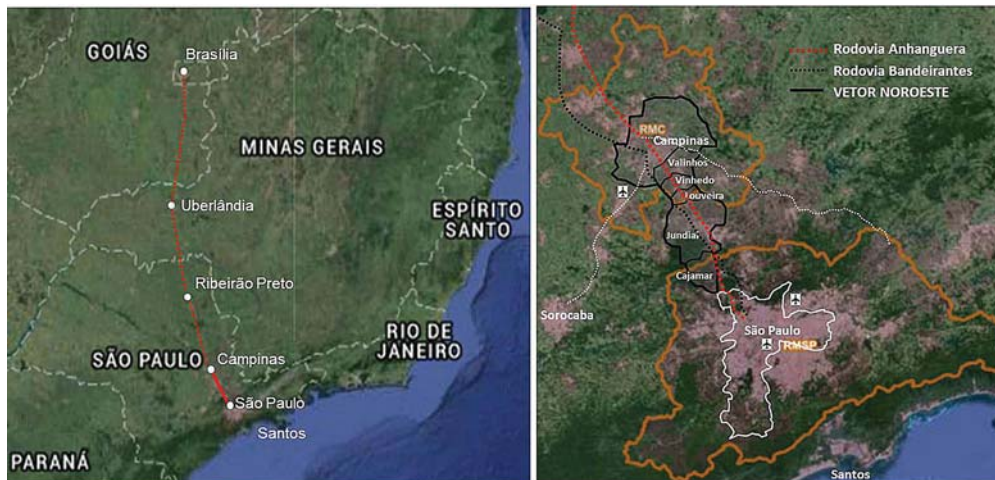 GOIÁS
Brasília
MINAS GERAIS
Uberlândia
ESPÍRITO
SANTO
Ribeirão Preto
RIO DE
JANEIRO
SÃO PAULO
Campinas
São Paulo
Santos
PARANÁ
Rodovia Anhanguera
Rodovia Bandeirantes
VETOR NOROESTE
RMC
Campinas
Valinhos
Vinhedo
Louveira
Jundiaí
Cajamar
Sorocaba
São Paulo
RMSP
Santos